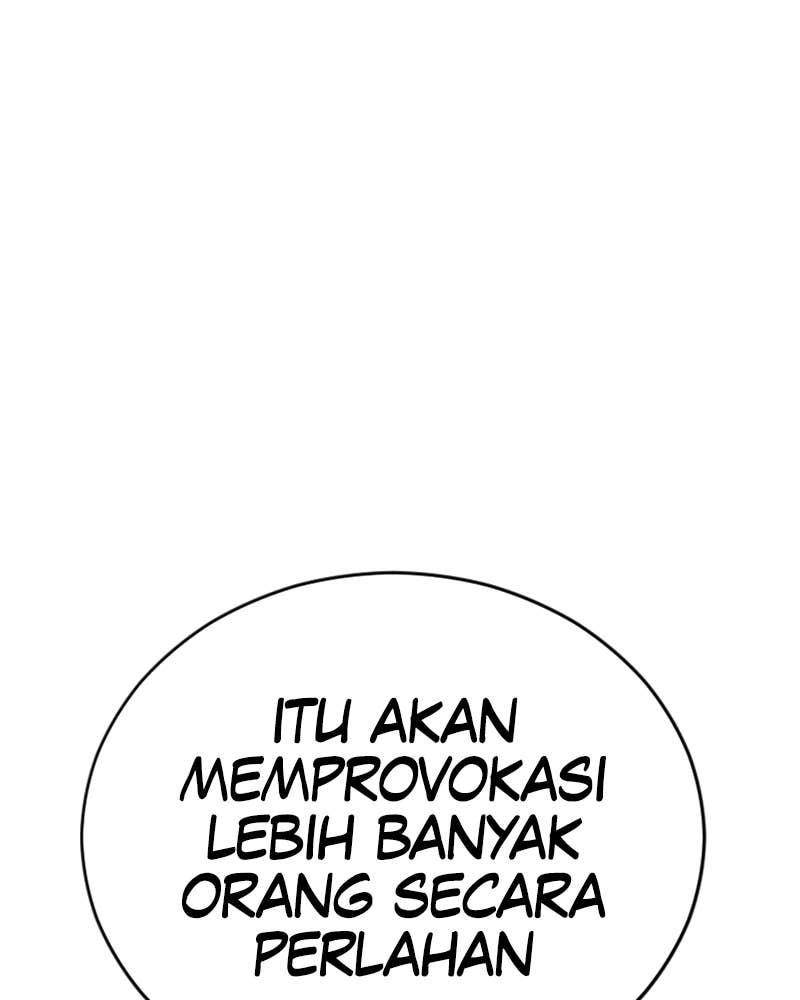 ITU AKAN
MEMPROVOKASI
LEBIH BANYAK
ORANG SECARA
PERLAHAN